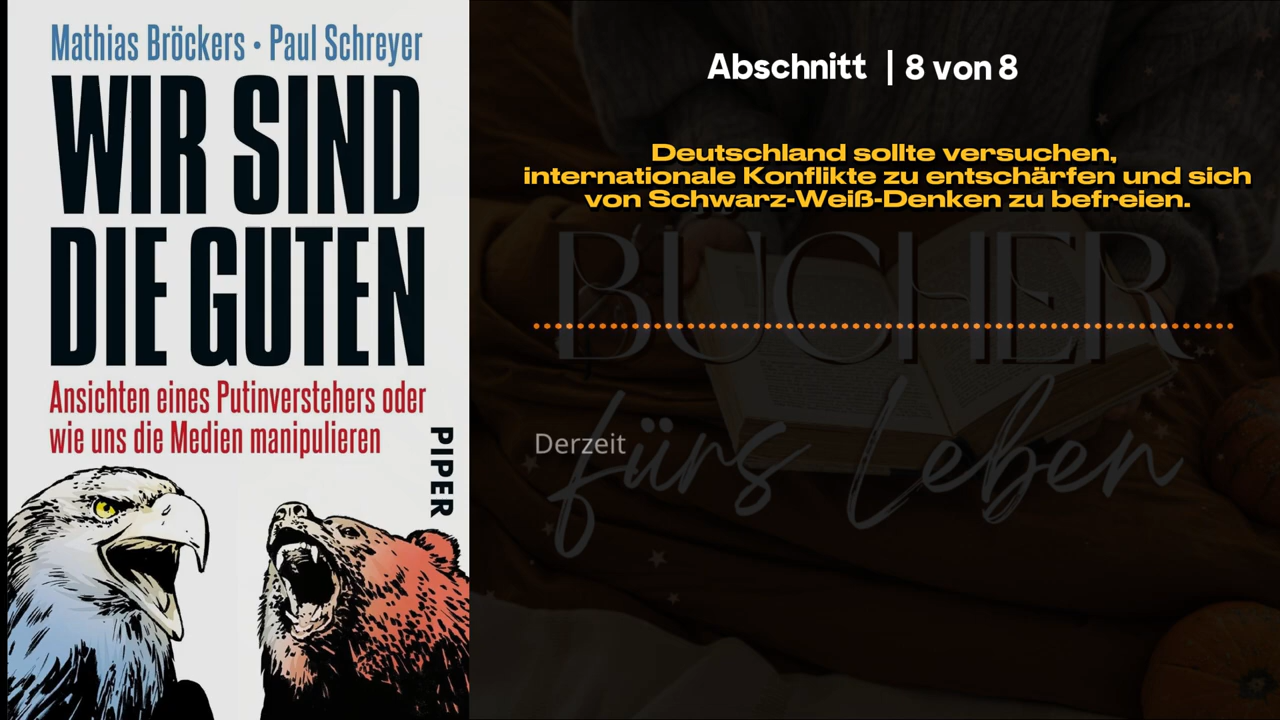 Mathias Bröckers • Paul Schreyer
WIR SIND
DIE GUTEN
Ansichten eines Putinverstehers oder
wie uns die Medien manipulieren
PIPER
Abschnitt | 8 von 8
Deutschland sollte versuchen,
internationale Konflikte zu entschärfen und sich
von Schwarz-Weiß-Denken zu befreien.
BÜCHER
fürs Leben
Derzeit